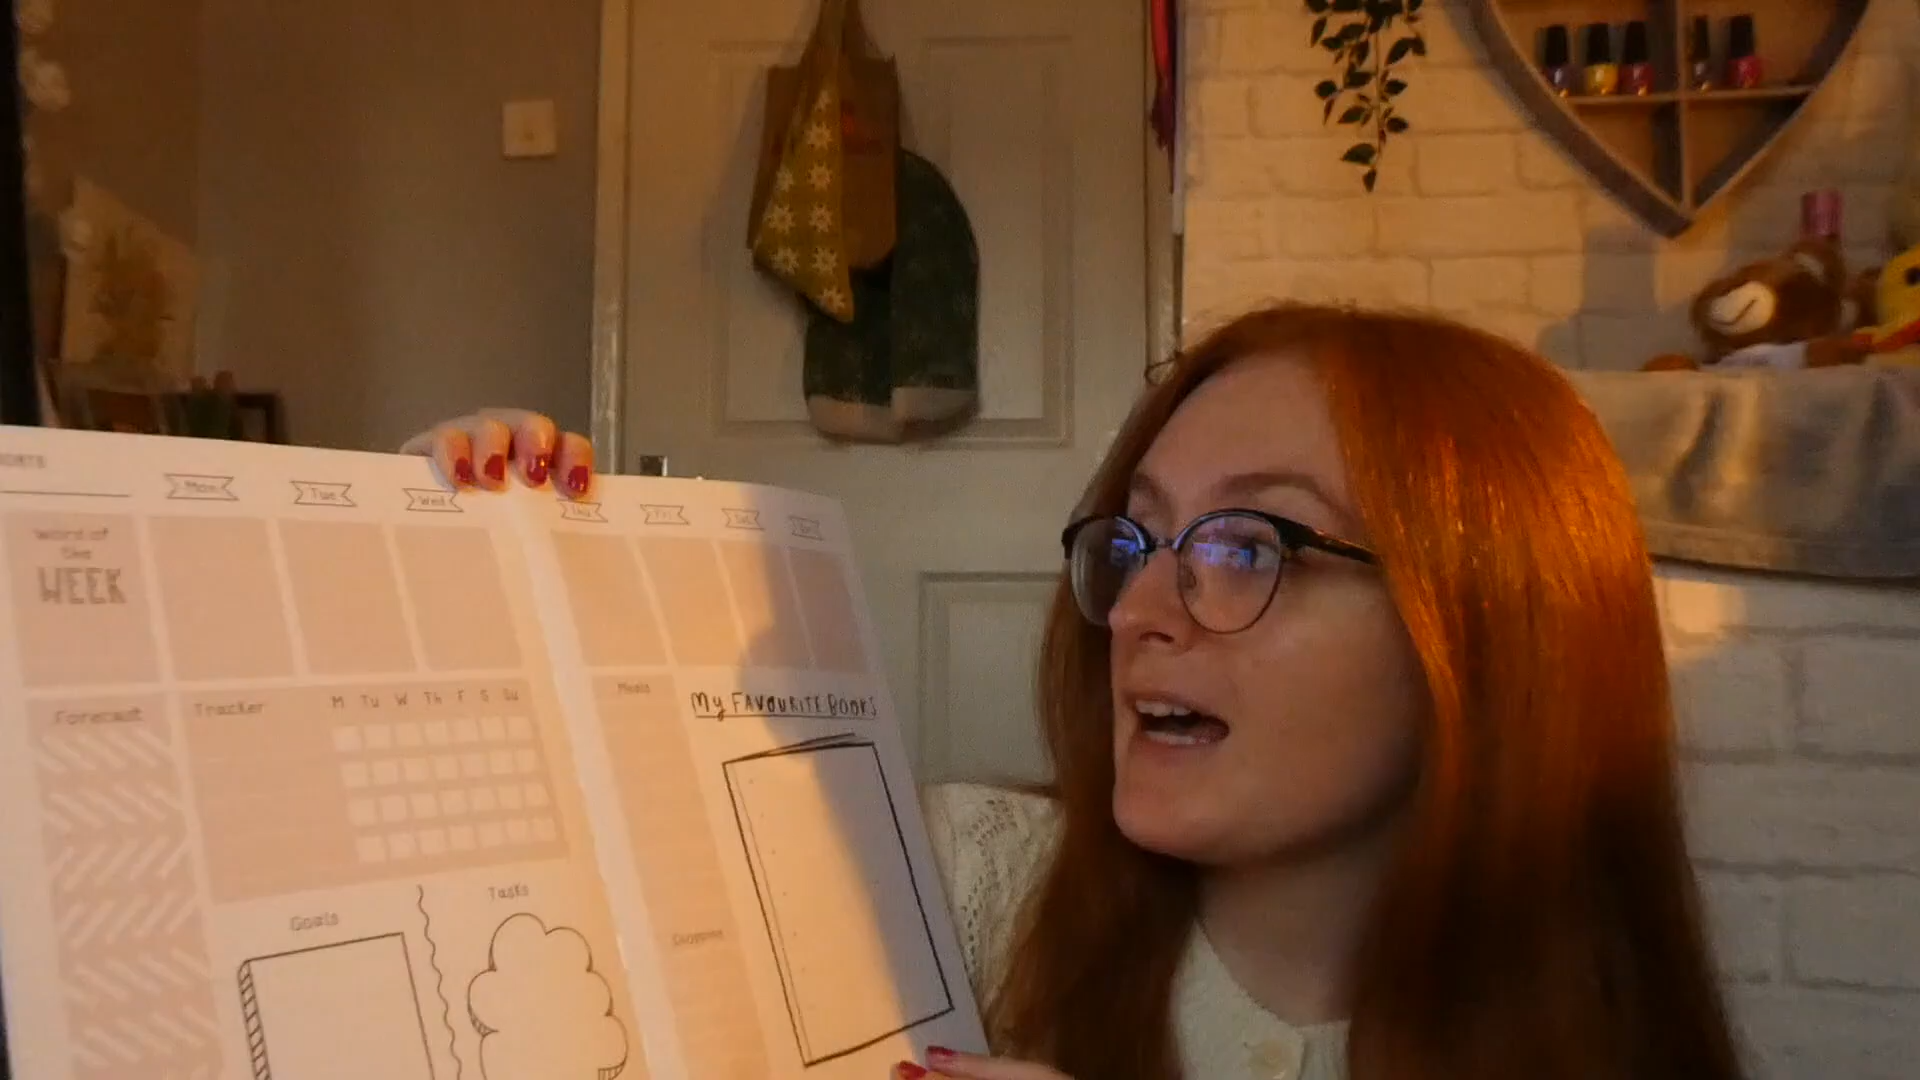 Mon Tue Wed Thu Fri Sat Sun
Word of
the
WEEK
Forecast
Tracker
M Tu W Th F S Su
Meals
My FAVOURITE BOOKS
Goals
Tasks